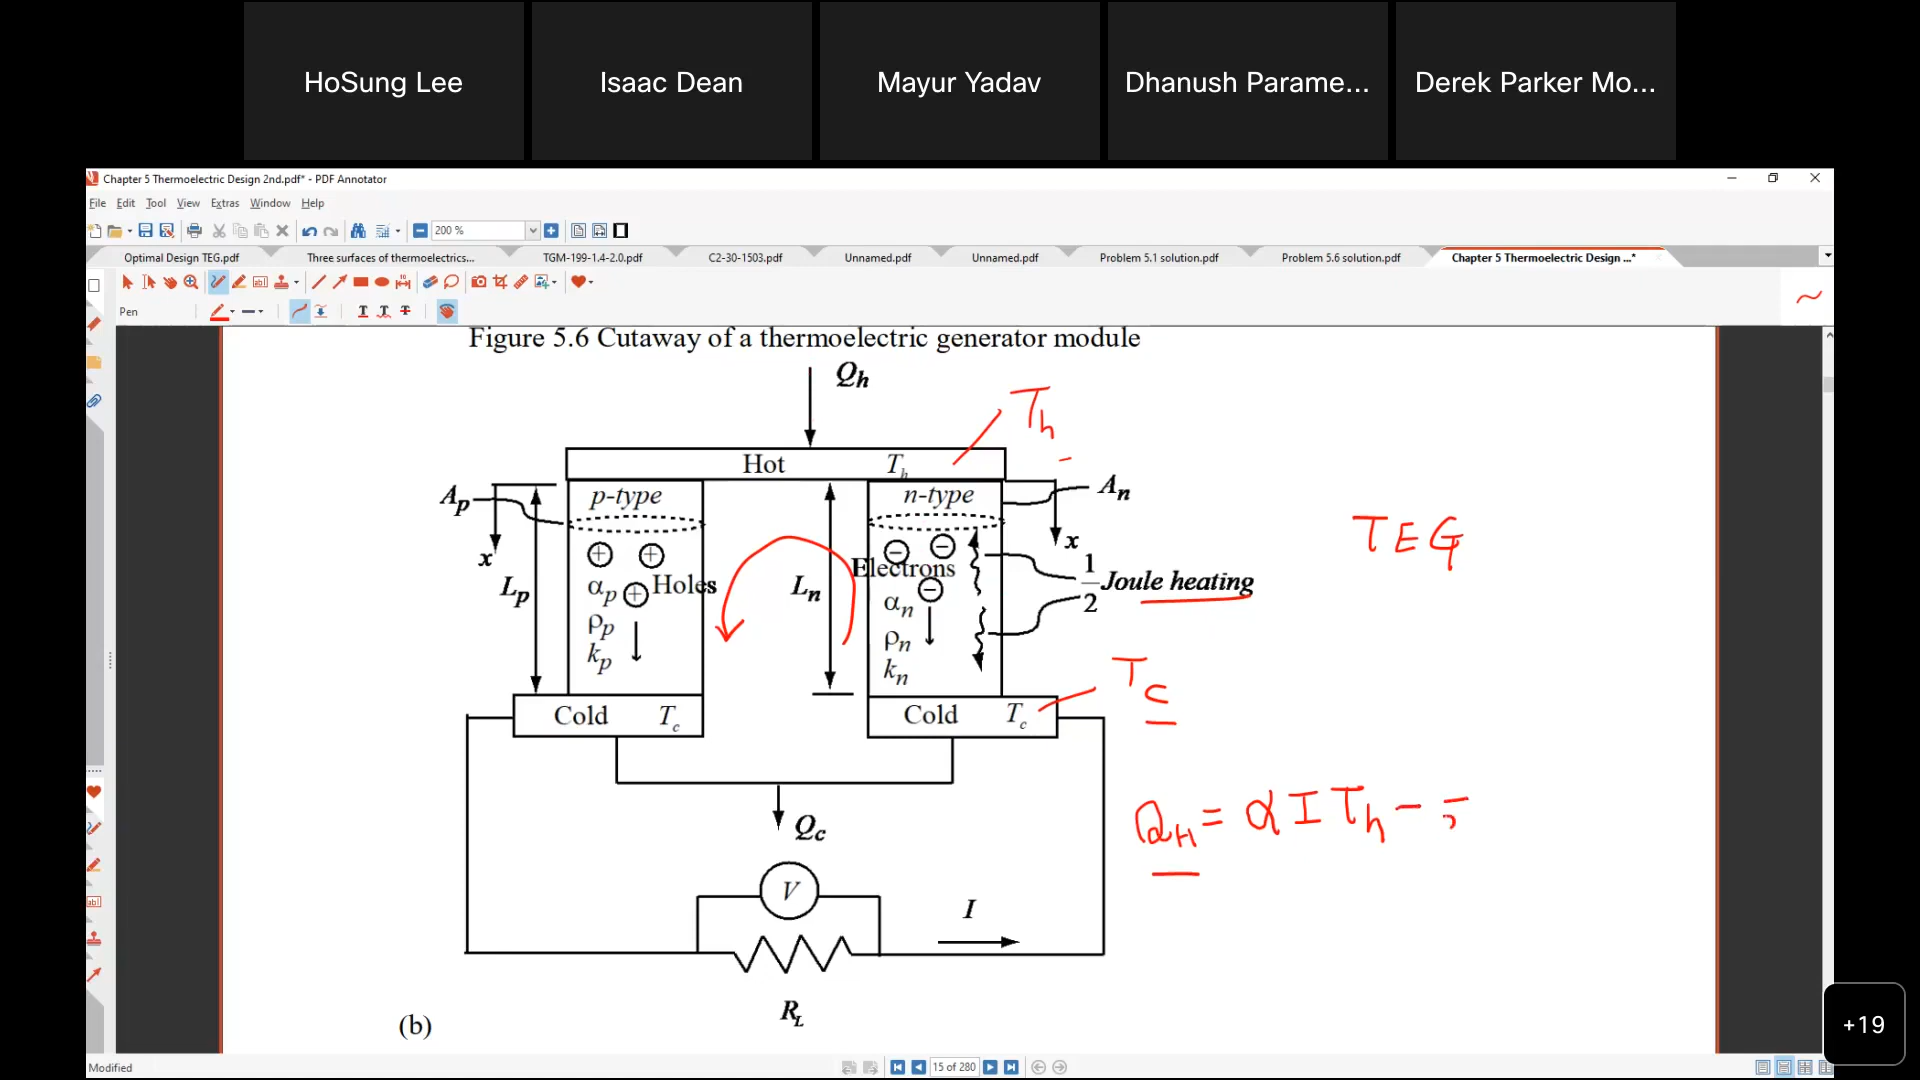 HoSung Lee
Isaac Dean
Mayur Yadav
Dhanush Parame...
Derek Parker Mo...
Chapter 5 Thermoelectric Design 2nd.pdf* - PDF Annotator
File Edit Tool View Extras Window Help
200 %
Optimal Design TEG.pdf
Three surfaces of thermoelectrics...
TGM-199-1.4-2.0.pdf
C2-30-1503.pdf
Unnamed.pdf
Unnamed.pdf
Problem 5.1 solution.pdf
Problem 5.6 solution.pdf
Chapter 5 Thermoelectric Design ...*
Pen
Figure 5.6 Cutaway of a thermoelectric generator module
Qh
Th
Hot Th
Ap
p-type
n-type
An
x
x
TEG
Holes
Electrons
Lp
Ln
αp
ρp
kp
αn
ρn
kn
1/2 Joule heating
Tc
Cold Tc
Cold Tc
Qc
QH = αITh -
V
I
RL
(b)
+19
Modified
15 of 280